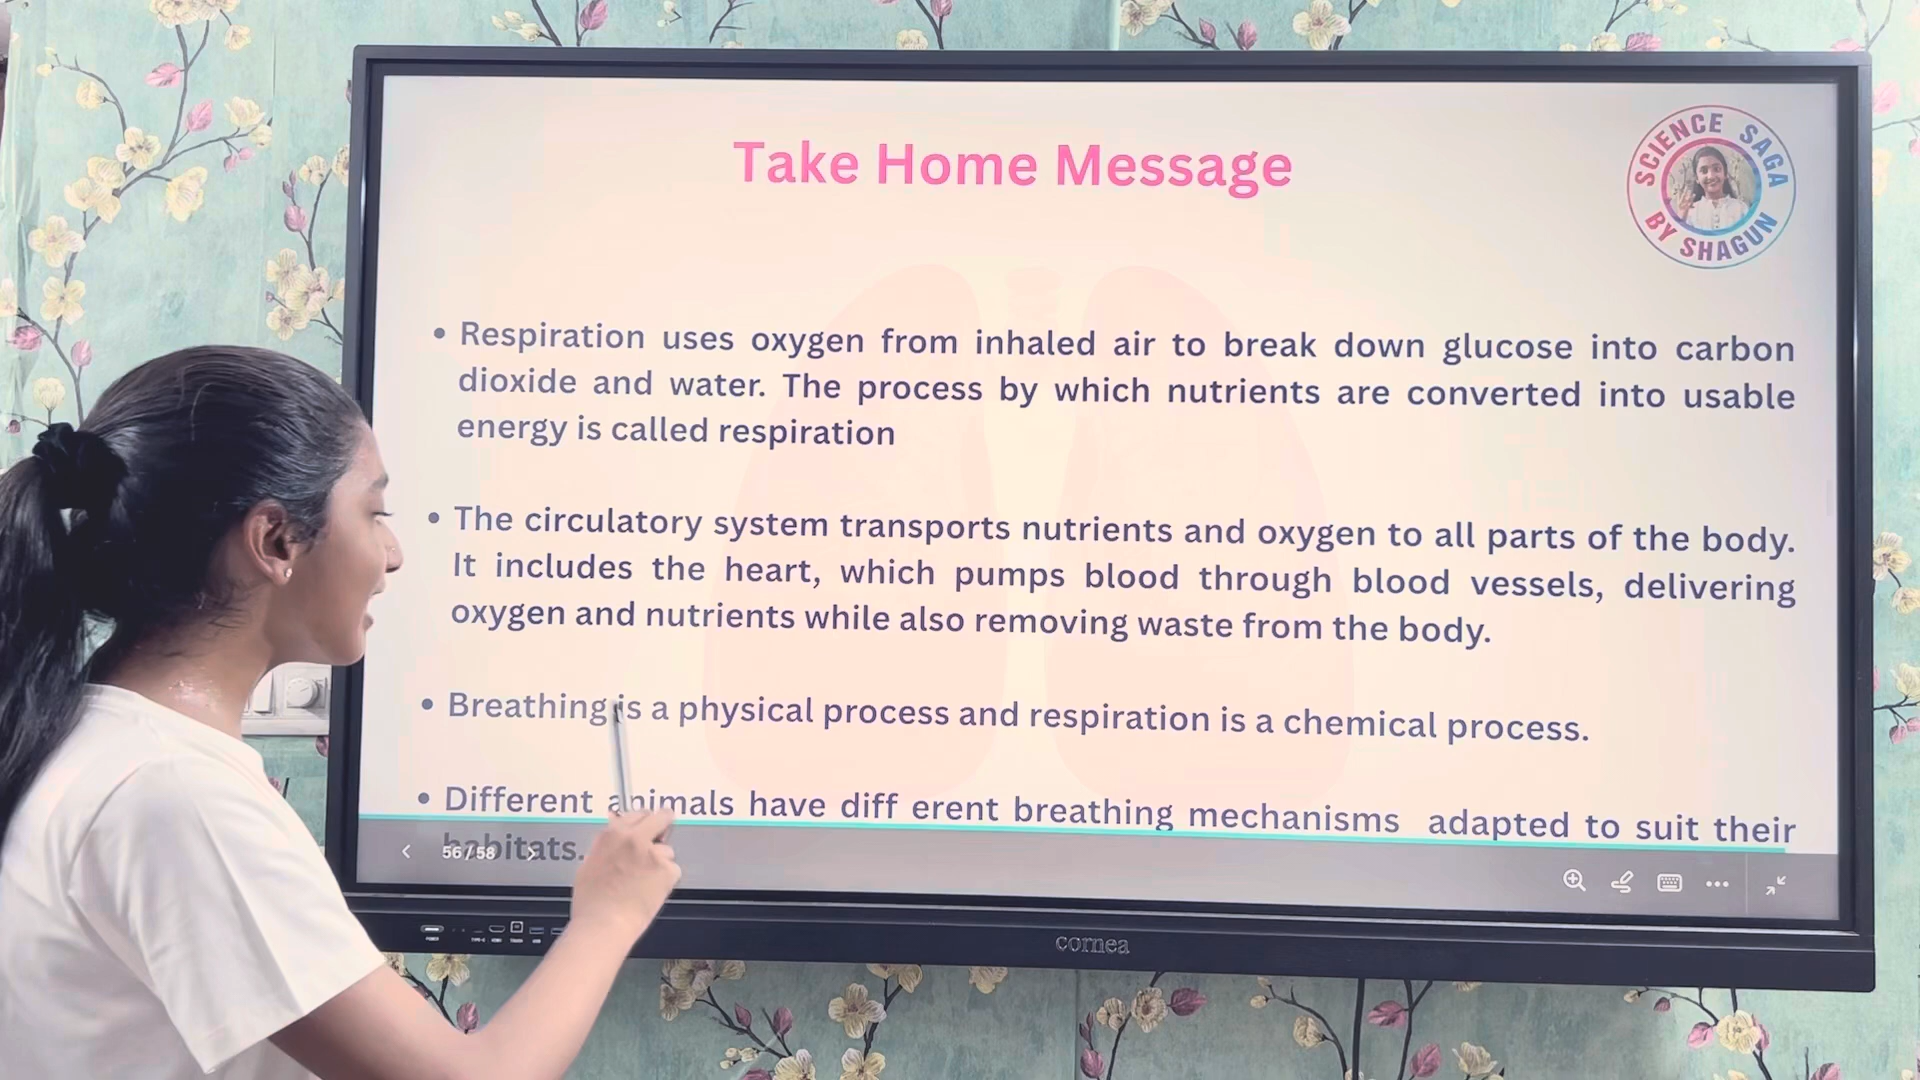 Take Home Message
SCIENCE SAGA
BY SHAGUN
• Respiration uses oxygen from inhaled air to break down glucose into carbon
dioxide and water. The process by which nutrients are converted into usable
energy is called respiration
• The circulatory system transports nutrients and oxygen to all parts of the body.
It includes the heart, which pumps blood through blood vessels, delivering
oxygen and nutrients while also removing waste from the body.
• Breathing is a physical process and respiration is a chemical process.
• Different animals have diff erent breathing mechanisms adapted to suit their
habitats.
56/58
cornea